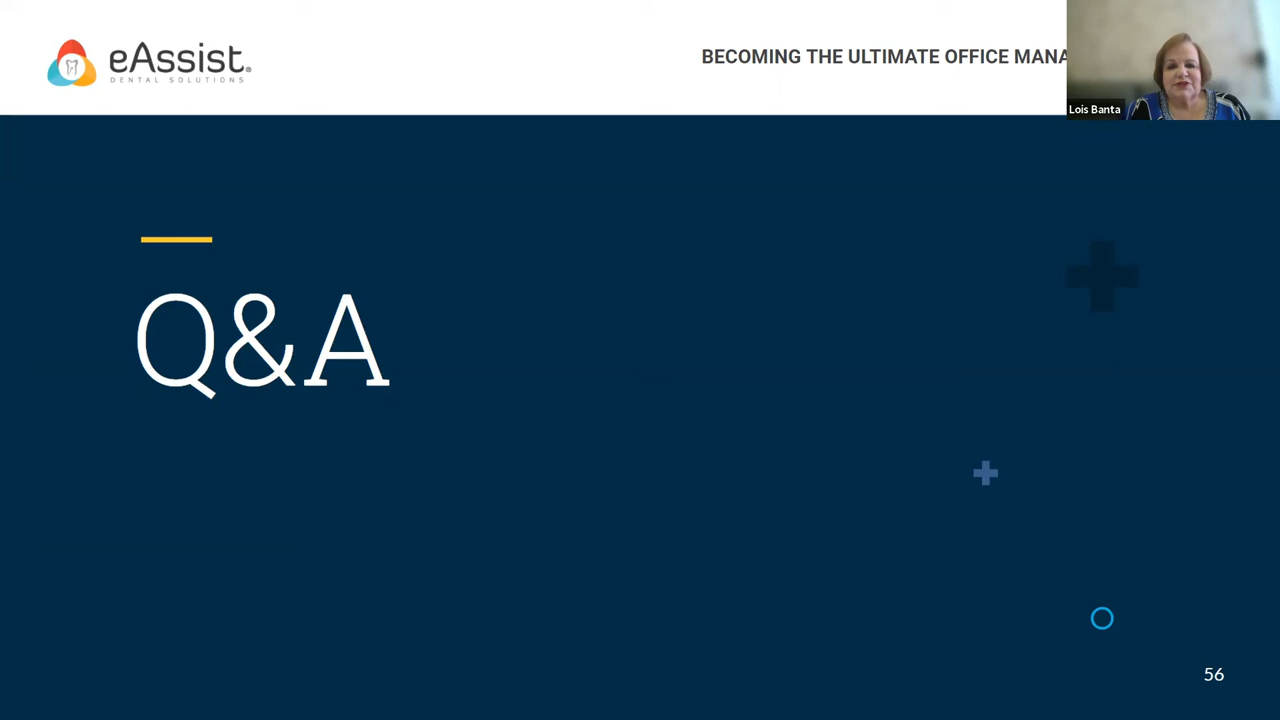 eAssist®
DENTAL SOLUTIONS
BECOMING THE ULTIMATE OFFICE MANA
Lois Banta
Q&A
56